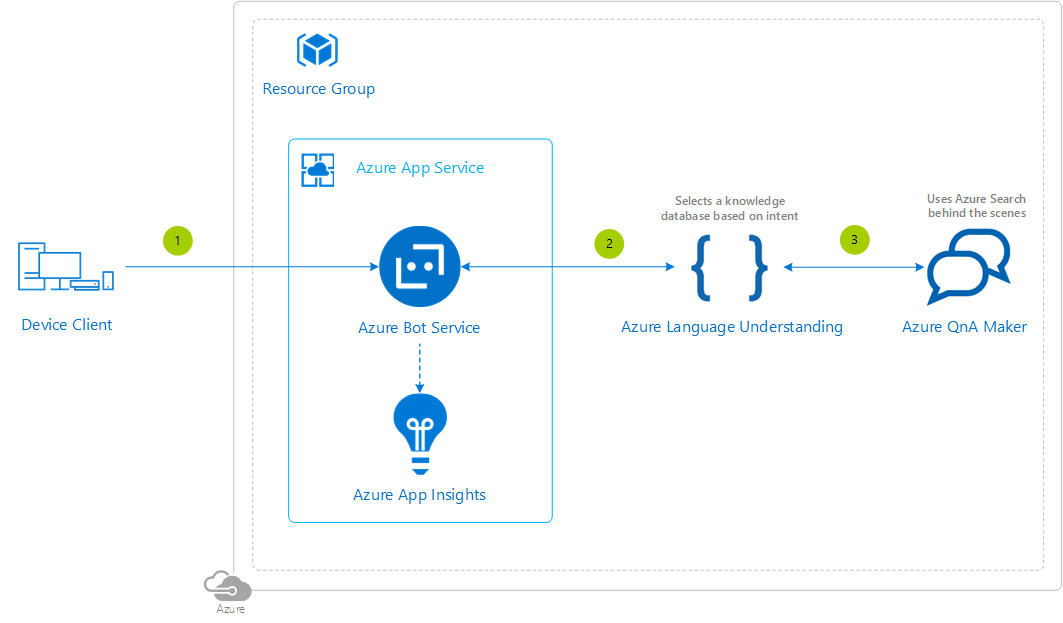 Resource Group
Azure App Service
Selects a knowledge
database based on intent
Uses Azure Search
behind the scenes
1
2
3
Device Client
Azure Bot Service
Azure Language Understanding
Azure QnA Maker
Azure App Insights
Azure